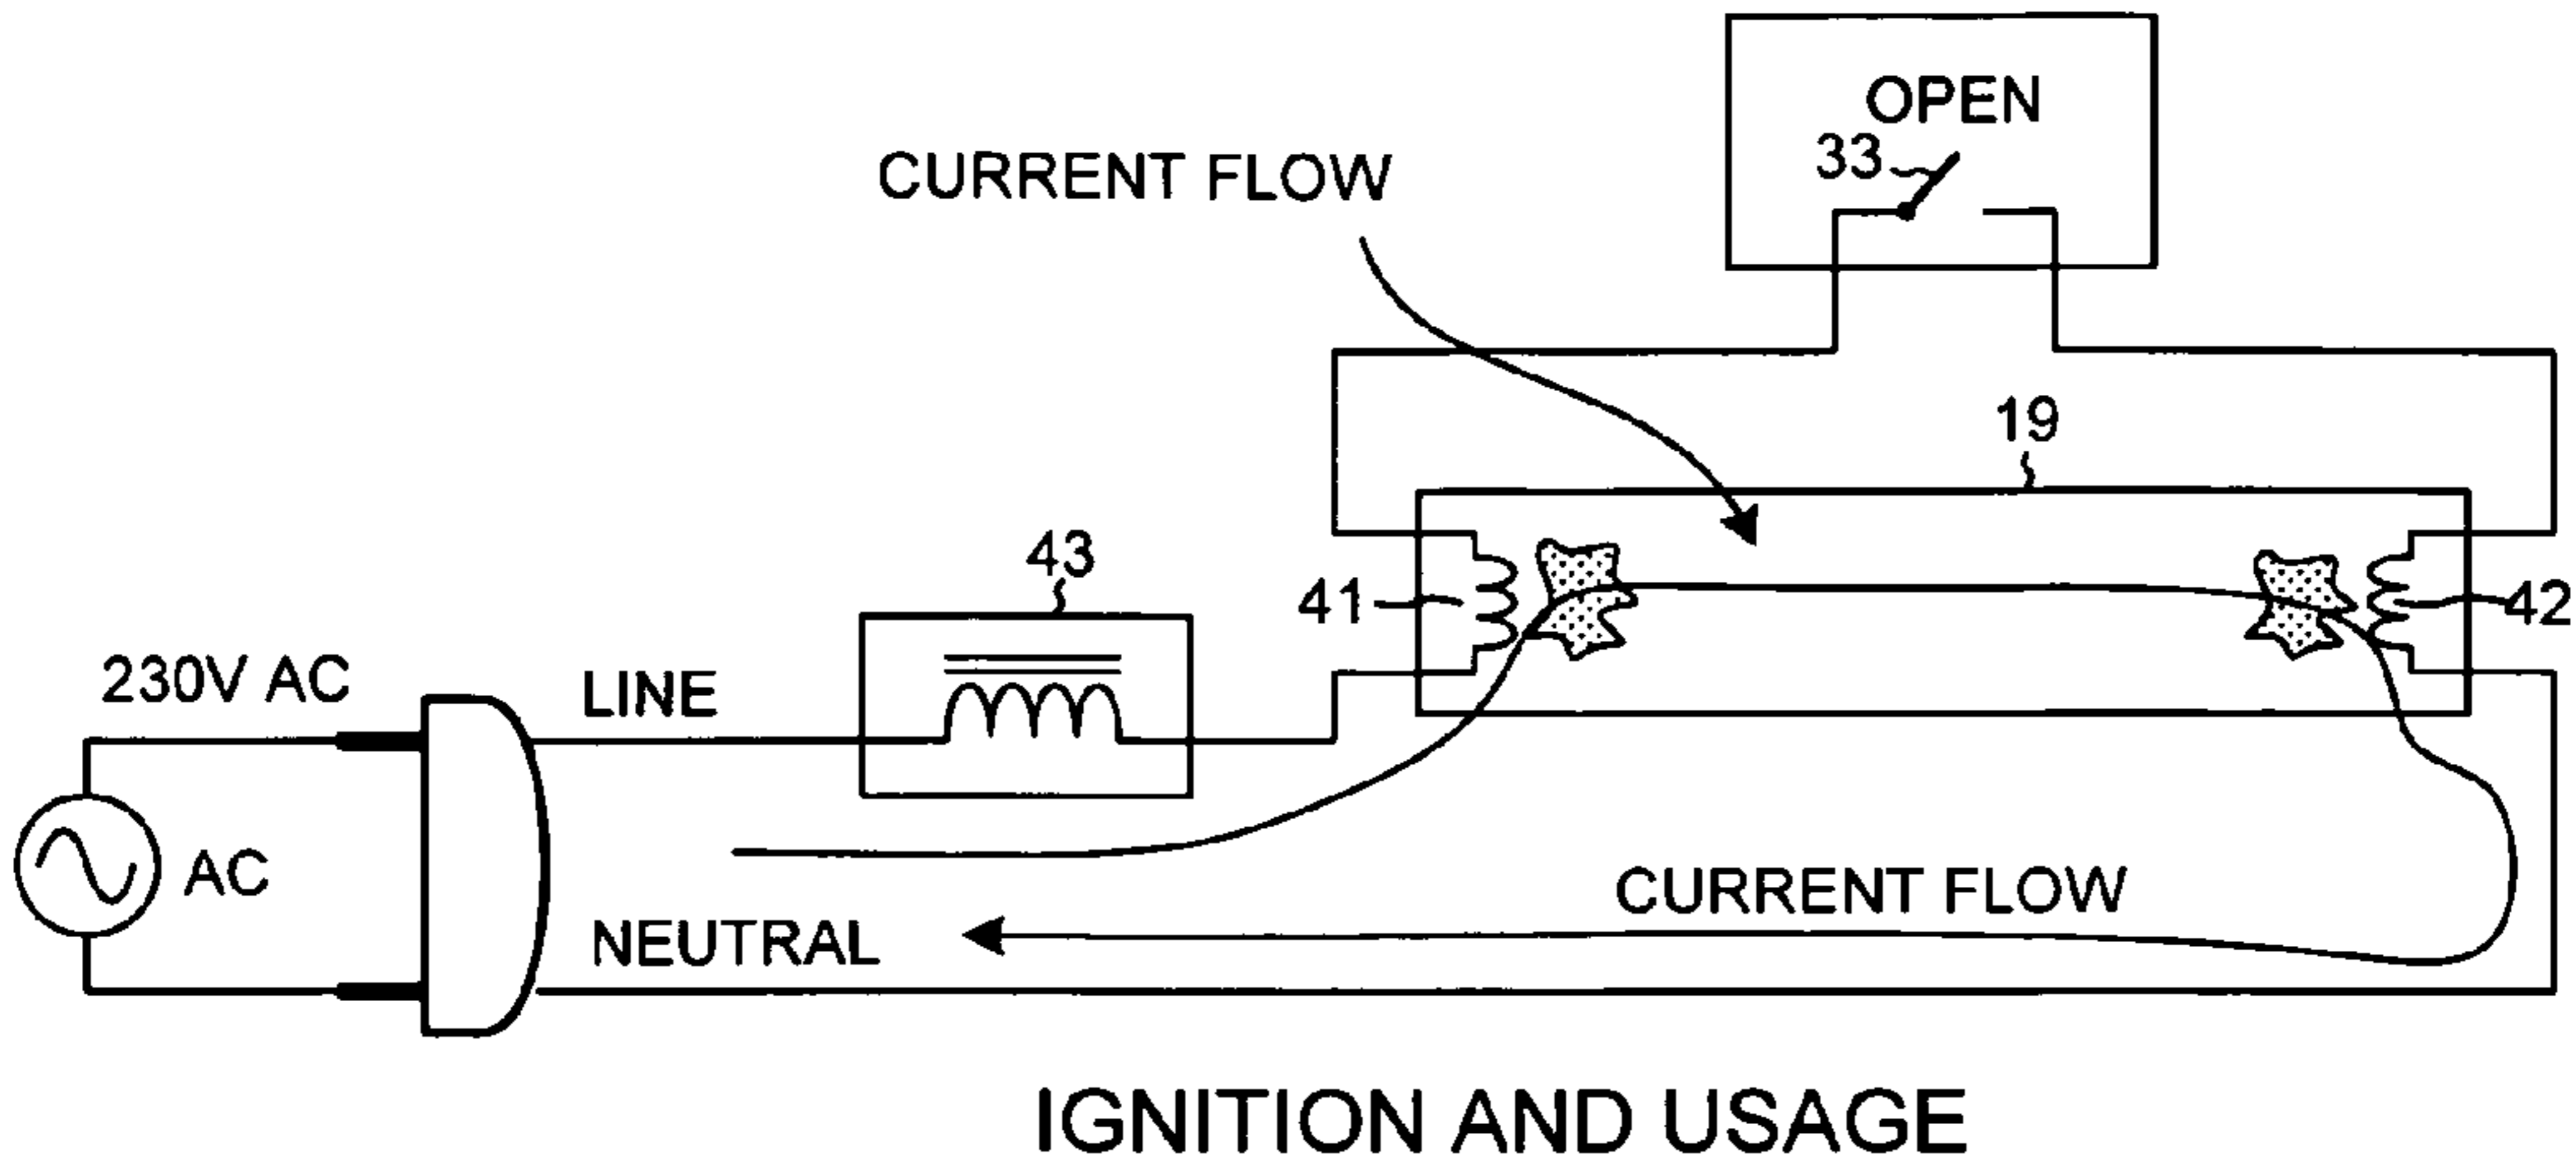 OPEN
33
CURRENT FLOW
19
43
41
42
230V AC
LINE
AC
CURRENT FLOW
NEUTRAL
IGNITION AND USAGE